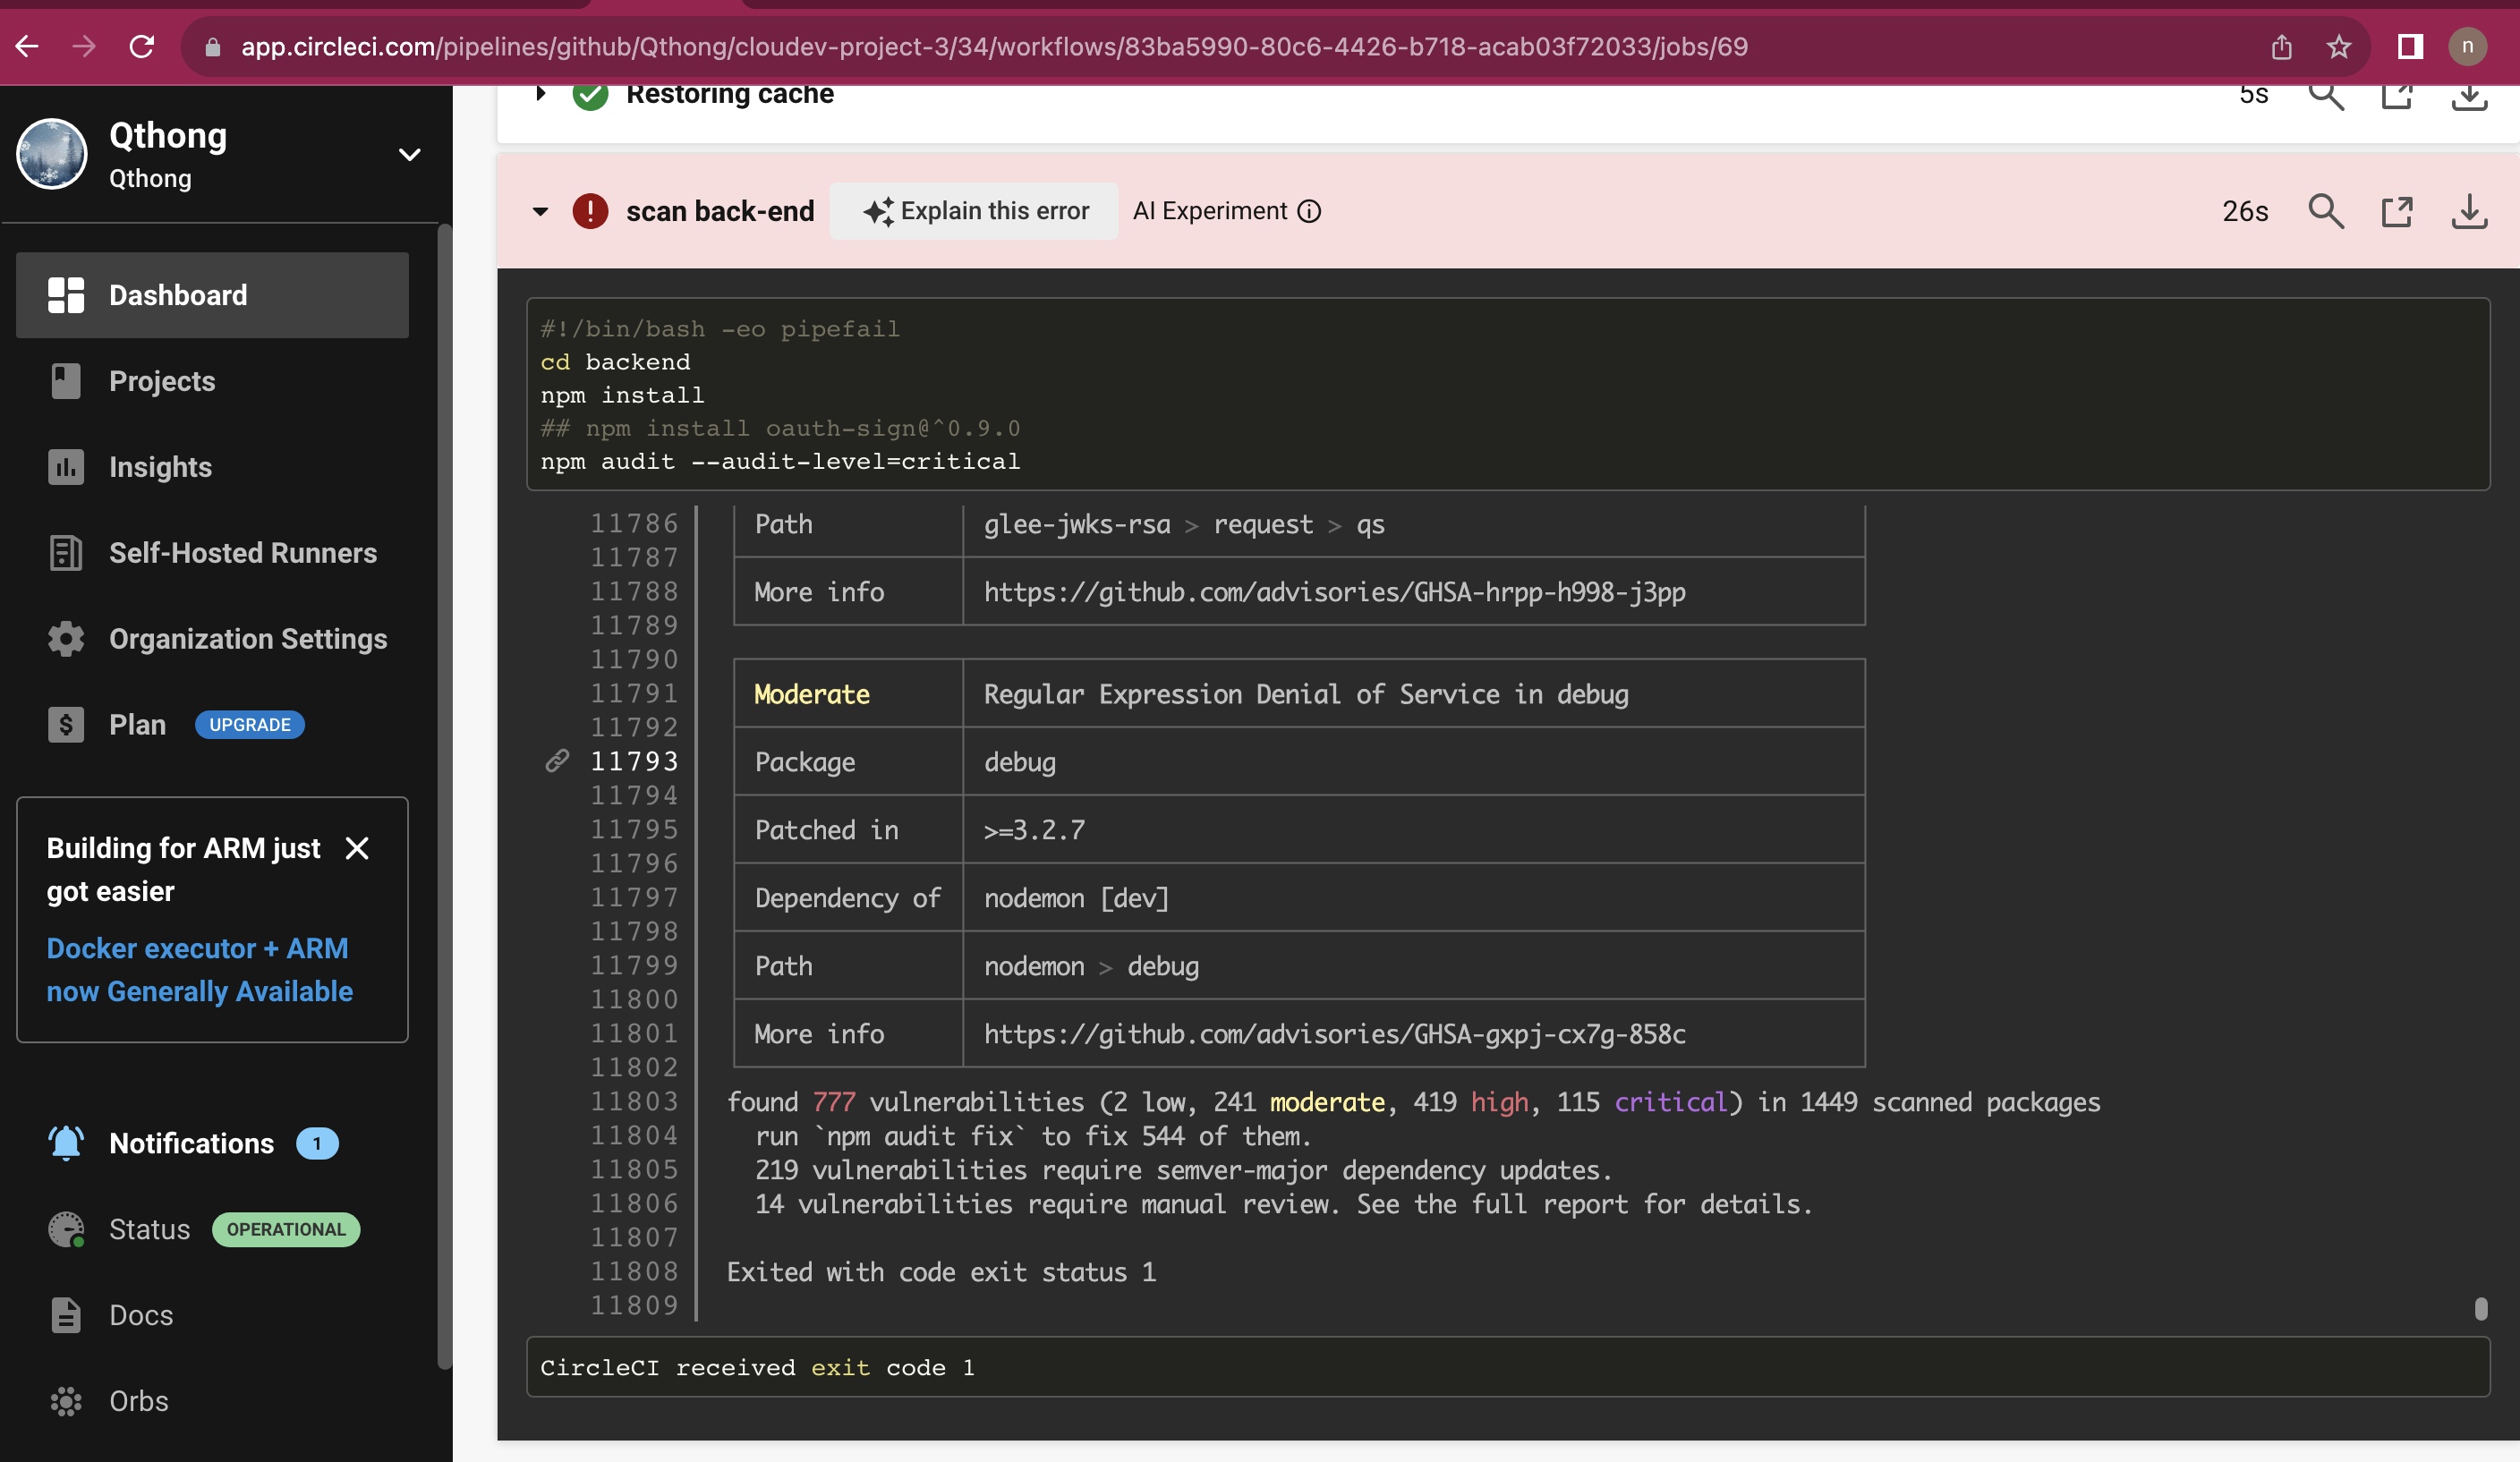 app.circleci.com/pipelines/github/Qthong/cloudev-project-3/34/workflows/83ba5990-80c6-4426-b718-acab03f72033/jobs/69
n
Qthong
Qthong
Dashboard
Projects
Insights
Self-Hosted Runners
Organization Settings
Plan UPGRADE
Building for ARM just
got easier
Docker executor + ARM
now Generally Available
Notifications 1
Status OPERATIONAL
Docs
Orbs
Restoring cache 5s
scan back-end Explain this error AI Experiment 26s
#!/bin/bash -eo pipefail
cd backend
npm install
## npm install oauth-sign@^0.9.0
npm audit --audit-level=critical
11786 Path glee-jwks-rsa > request > qs
11787
11788 More info https://github.com/advisories/GHSA-hrpp-h998-j3pp
11789
11790
11791 Moderate Regular Expression Denial of Service in debug
11792
11793 Package debug
11794
11795 Patched in >=3.2.7
11796
11797 Dependency of nodemon [dev]
11798
11799 Path nodemon > debug
11800
11801 More info https://github.com/advisories/GHSA-gxpj-cx7g-858c
11802
11803 found 777 vulnerabilities (2 low, 241 moderate, 419 high, 115 critical) in 1449 scanned packages
11804 run `npm audit fix` to fix 544 of them.
11805 219 vulnerabilities require semver-major dependency updates.
11806 14 vulnerabilities require manual review. See the full report for details.
11807
11808 Exited with code exit status 1
11809
CircleCI received exit code 1